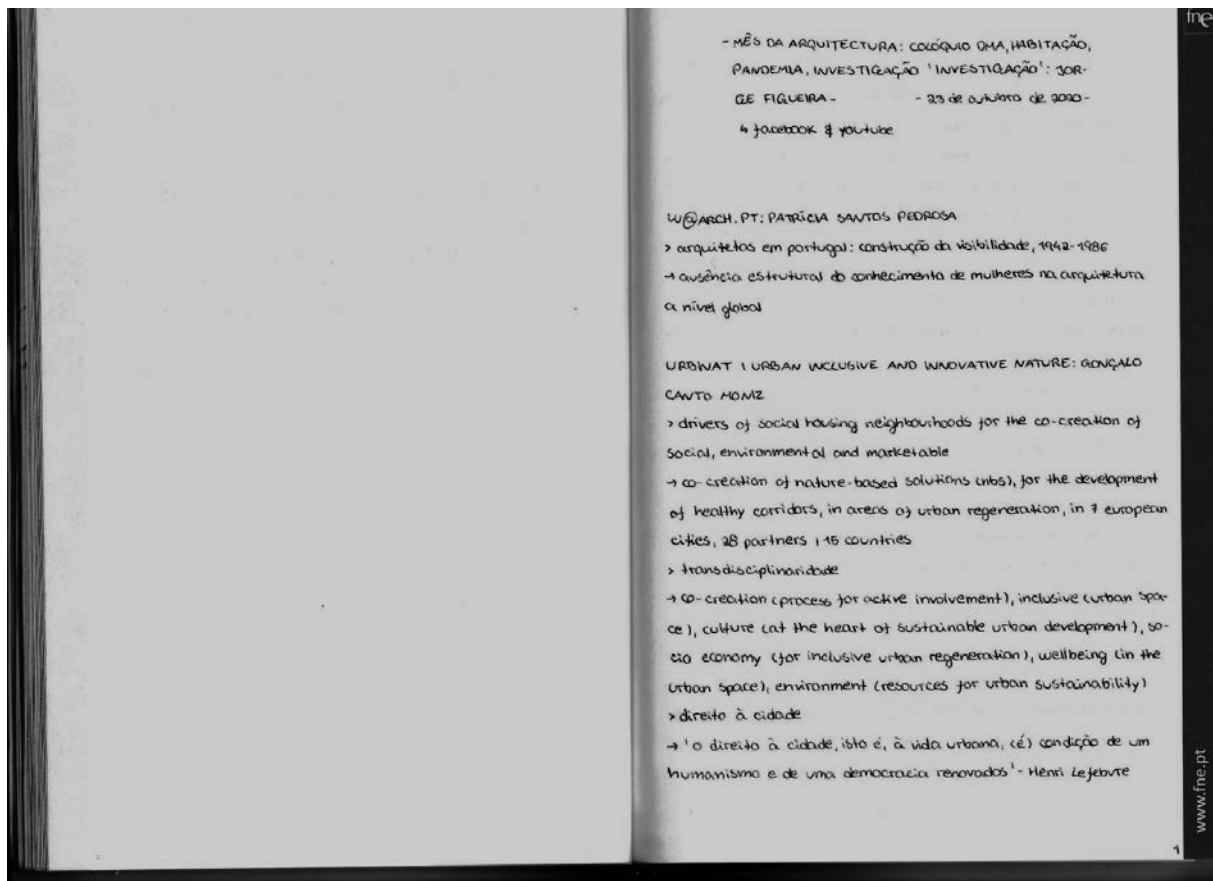 - MÊS DA ARQUITECTURA: COLÓQUIO DMA, HABITAÇÃO,
PANDEMIA, INVESTIGAÇÃO 'INVESTIGAÇÃO': JOR-
GE FIGUEIRA - - 23 de outubro de 2020 -
↳ facebook & youtube
W@ARCH.PT: PATRÍCIA SANTOS PEDROSA
> arquitetas em portugal: construção da visibilidade, 1942-1986
→ ausência estrutural do conhecimento de mulheres na arquitetura
a nível global
URBINAT | URBAN INCLUSIVE AND INNOVATIVE NATURE: GONÇALO
CANTO MONIZ
> drivers of social housing neighbourhoods for the co-creation of
social, environmental and marketable
→ co-creation of nature-based solutions (nbs), for the development
of healthy corridors, in areas of urban regeneration, in 7 european
cities, 28 partners | 15 countries
> transdisciplinaridade
→ co-creation (process for active involvement), inclusive (urban spa-
ce), culture (at the heart of sustainable urban development), so-
cio economy (for inclusive urban regeneration), wellbeing (in the
urban space), environment (resources for urban sustainability)
> direito à cidade
→ 'o direito à cidade, isto é, à vida urbana, (é) condição de um
humanismo e de uma democracia renovados' - Henri Lefebvre
1
fne
www.fne.pt